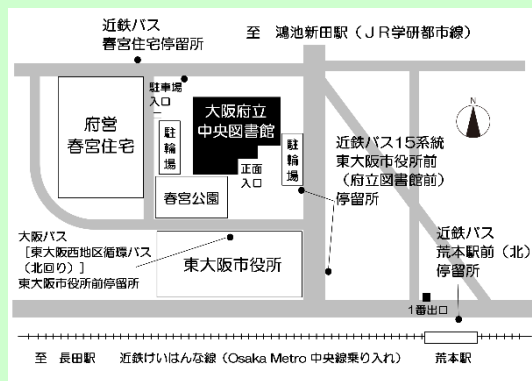 近鉄バス
春宮住宅停留所
至 鴻池新田駅(JR学研都市線)
駐車場
入口
大阪府立
中央図書館
府営
春宮住宅
駐輪場
駐輪場
正面
入口
春宮公園
N
近鉄バス15系統
東大阪市役所前
(府立図書館前)
停留所
大阪バス
[東大阪西地区循環バス
(北回り)]
東大阪市役所前停留所
東大阪市役所
近鉄バス
荒本駅前(北)
停留所
1番出口
至 長田駅 近鉄けいはんな線(Osaka Metro 中央線乗り入れ) 荒本駅